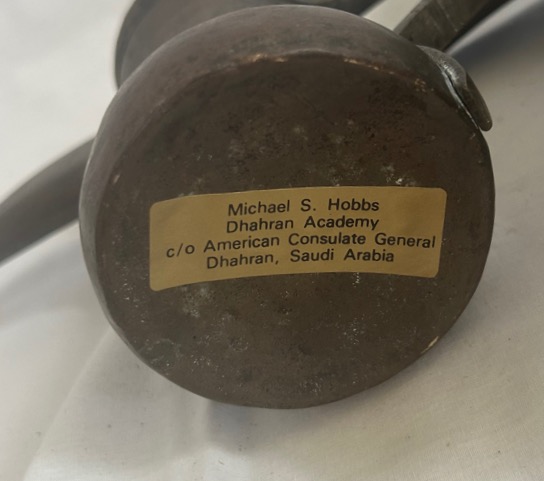 Michael S. Hobbs
Dhahran Academy
c/o American Consulate General
Dhahran, Saudi Arabia